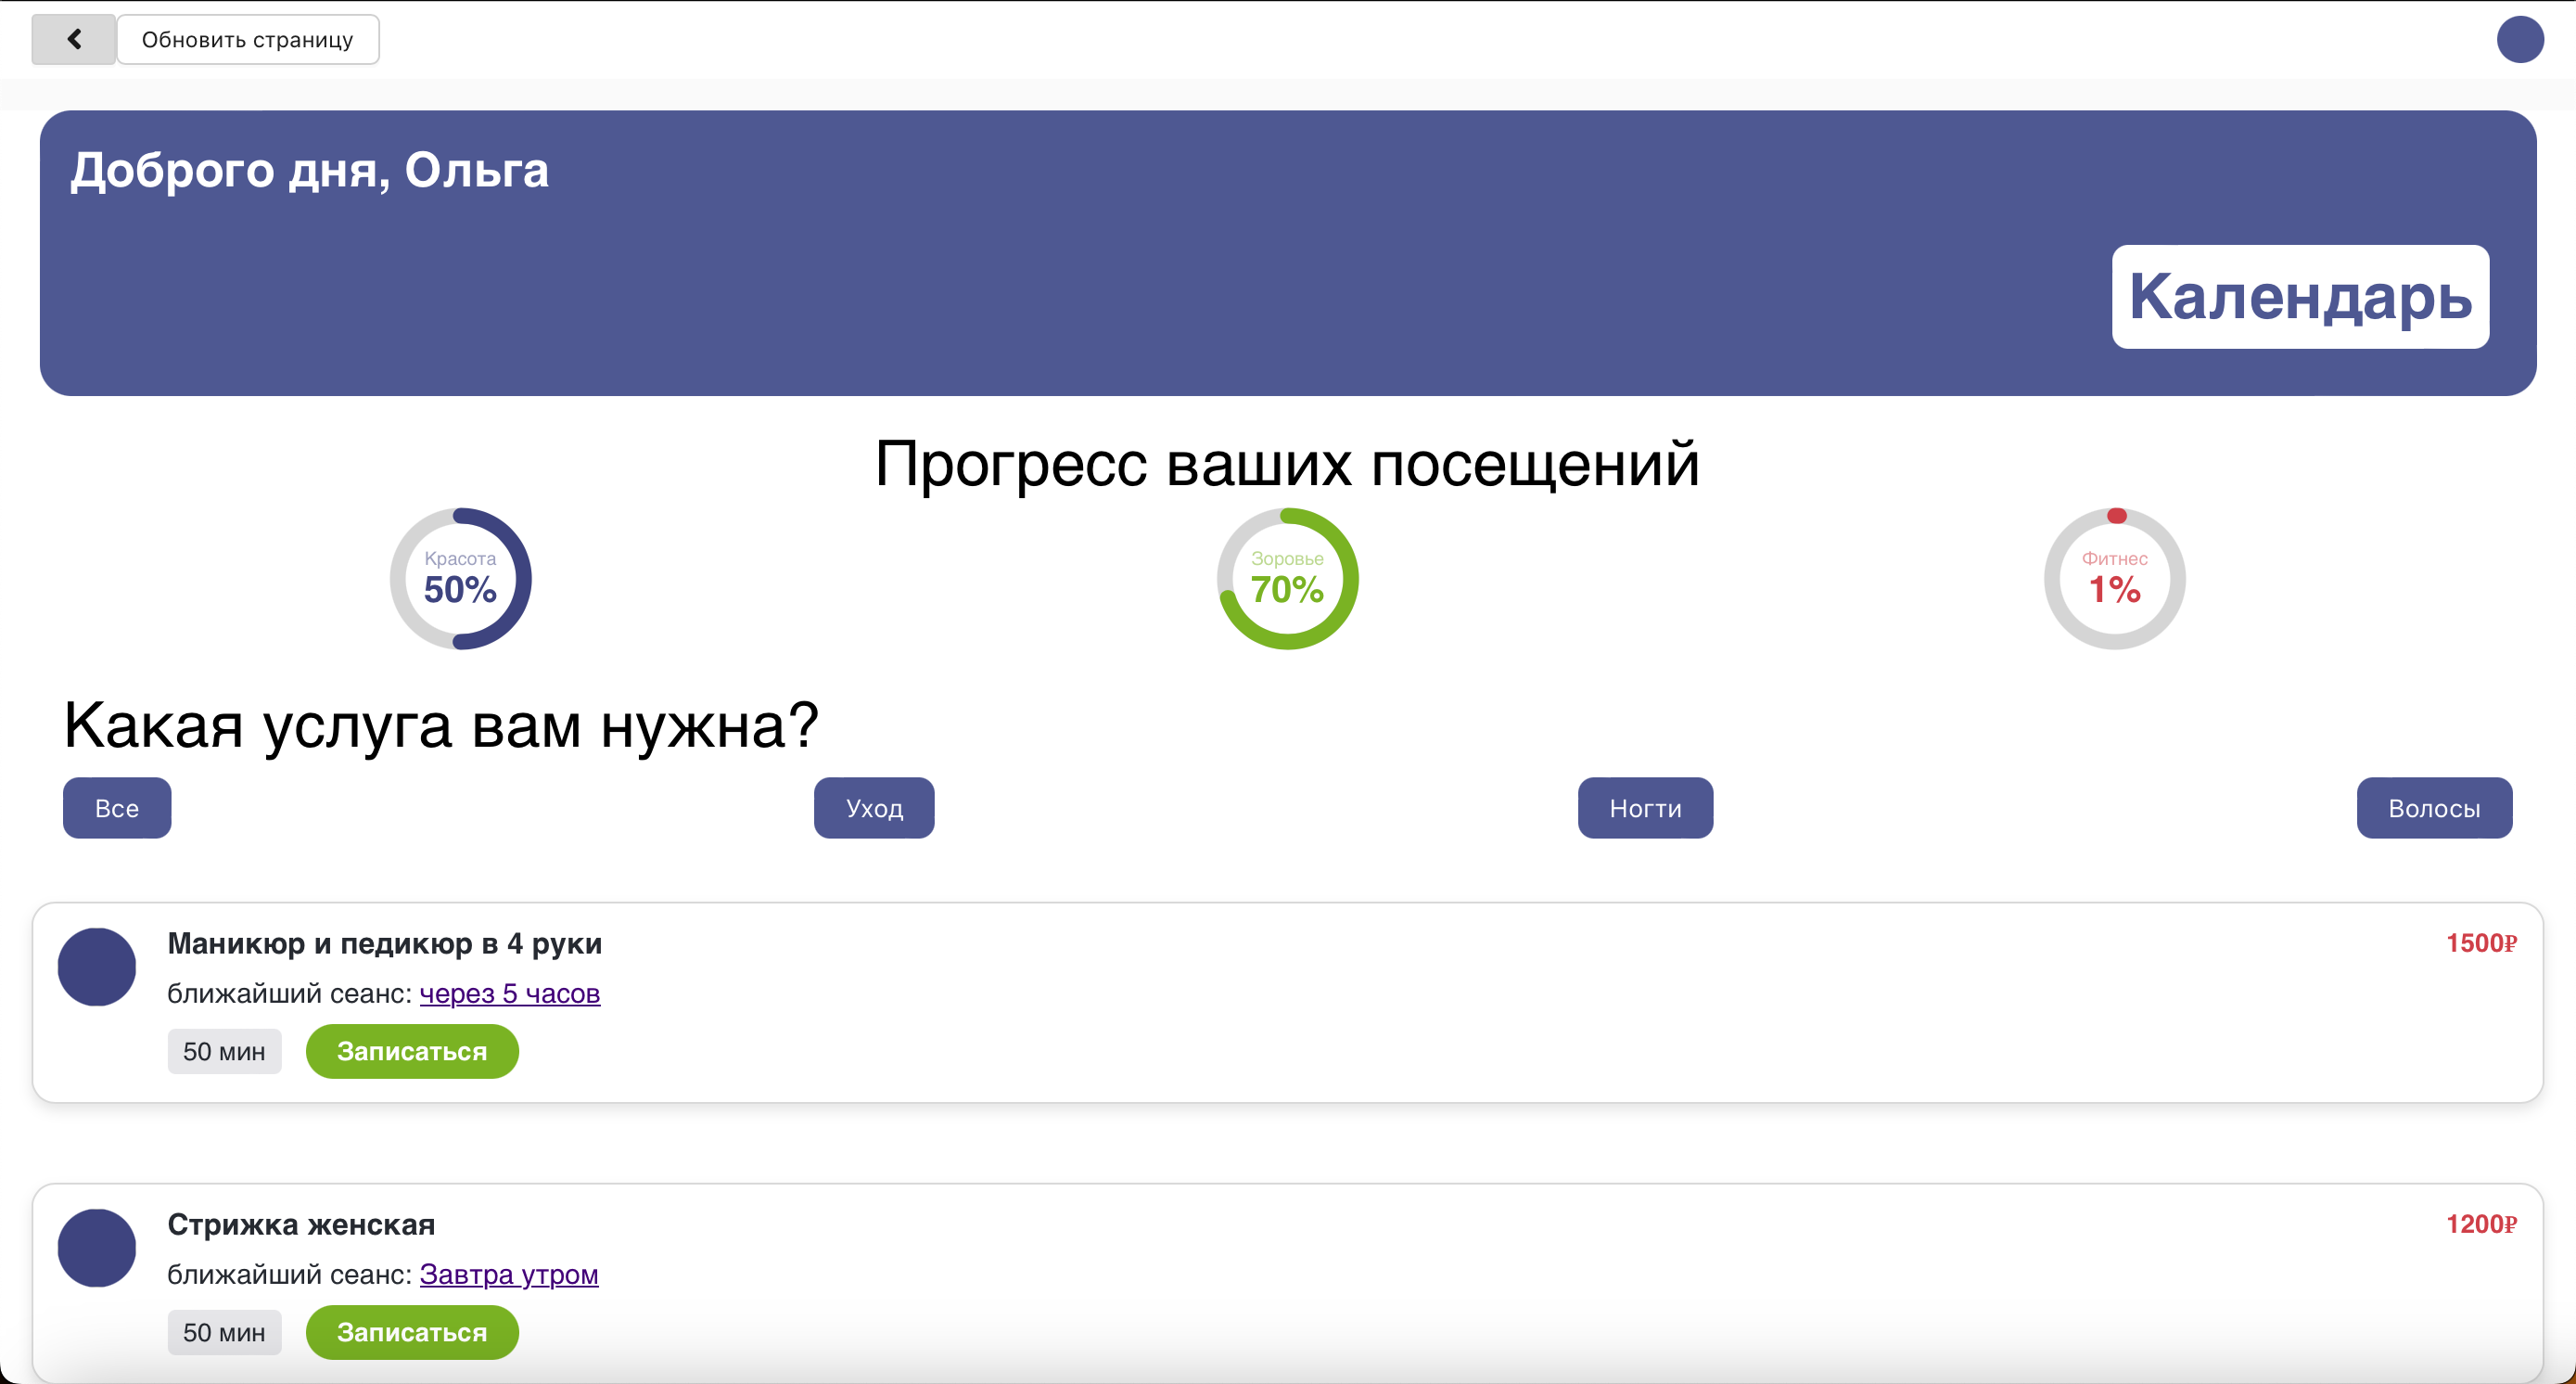 Обновить страницу
Доброго дня, Ольга
Календарь
Прогресс ваших посещений
Красота
50%
Зоровье
70%
Фитнес
1%
Какая услуга вам нужна?
Все
Уход
Ногти
Волосы
Маникюр и педикюр в 4 руки
1500₽
ближайший сеанс: через 5 часов
50 мин
Записаться
Стрижка женская
1200₽
ближайший сеанс: Завтра утром
50 мин
Записаться